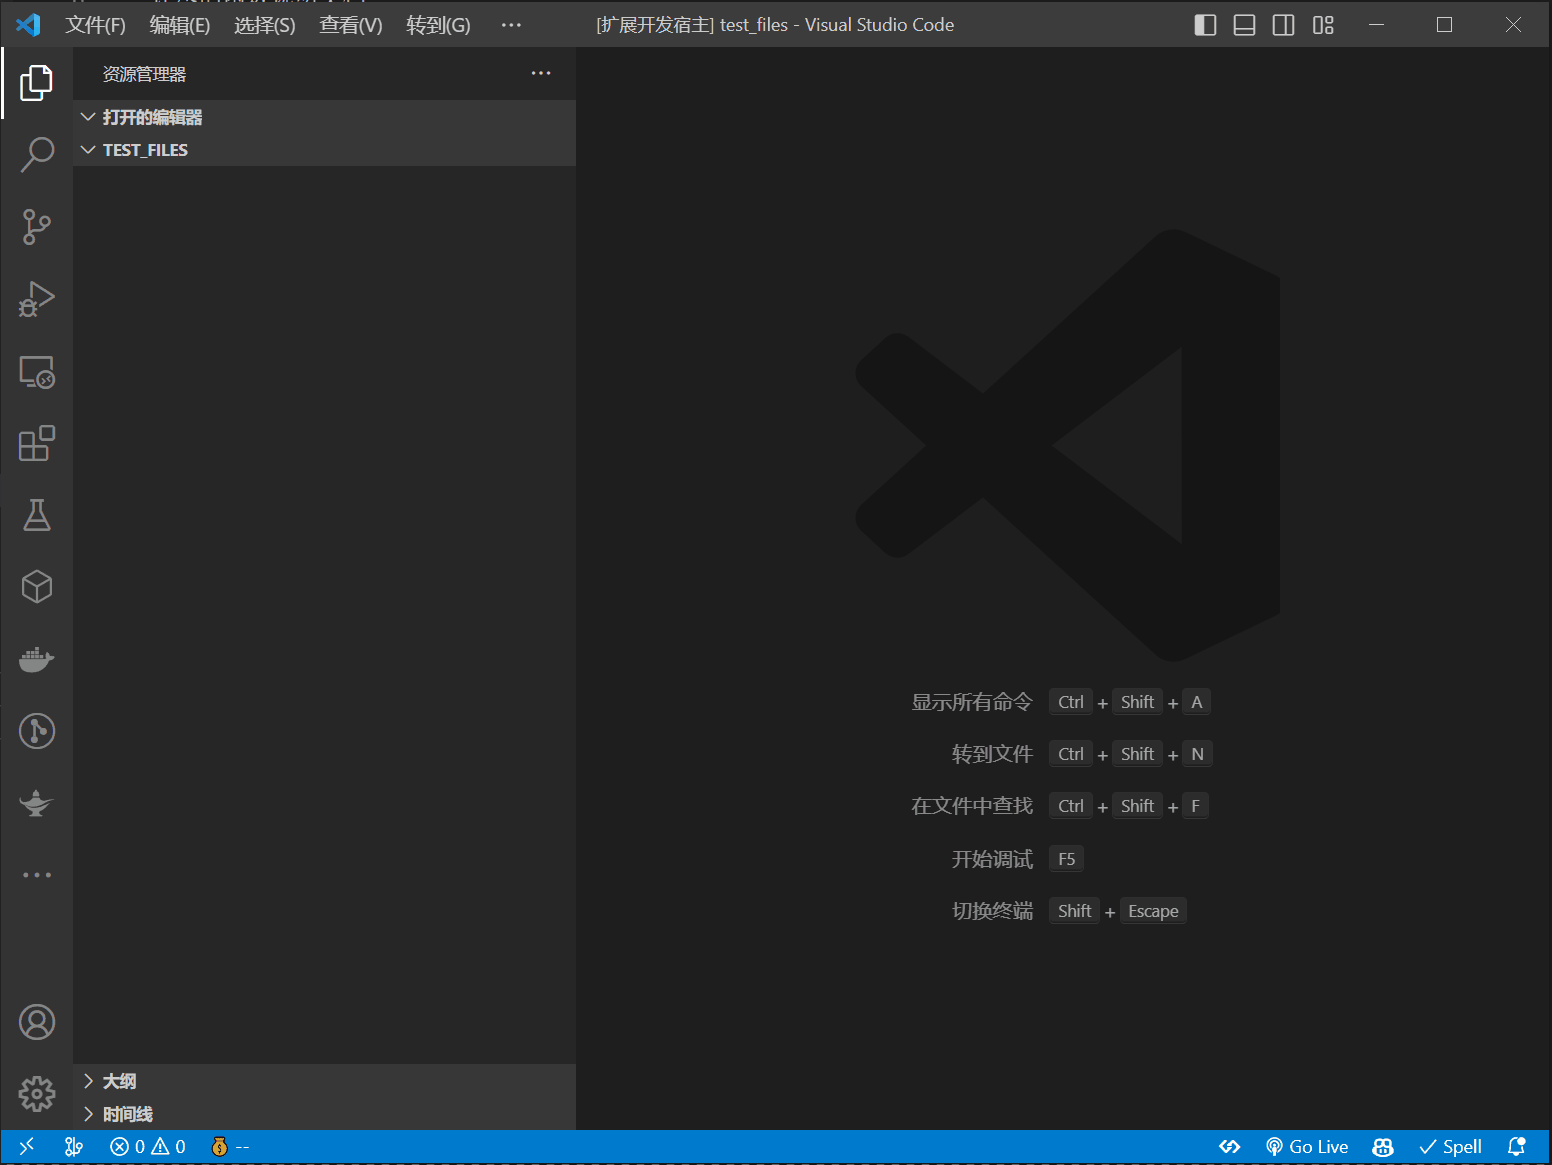 文件(F) 编辑(E) 选择(S) 查看(V) 转到(G) ··· [扩展开发宿主] test_files - Visual Studio Code
资源管理器 ···
打开的编辑器
TEST_FILES
显示所有命令 Ctrl + Shift + A
转到文件 Ctrl + Shift + N
在文件中查找 Ctrl + Shift + F
开始调试 F5
切换终端 Shift + Escape
大纲
时间线
0 0 $ -- Go Live Spell